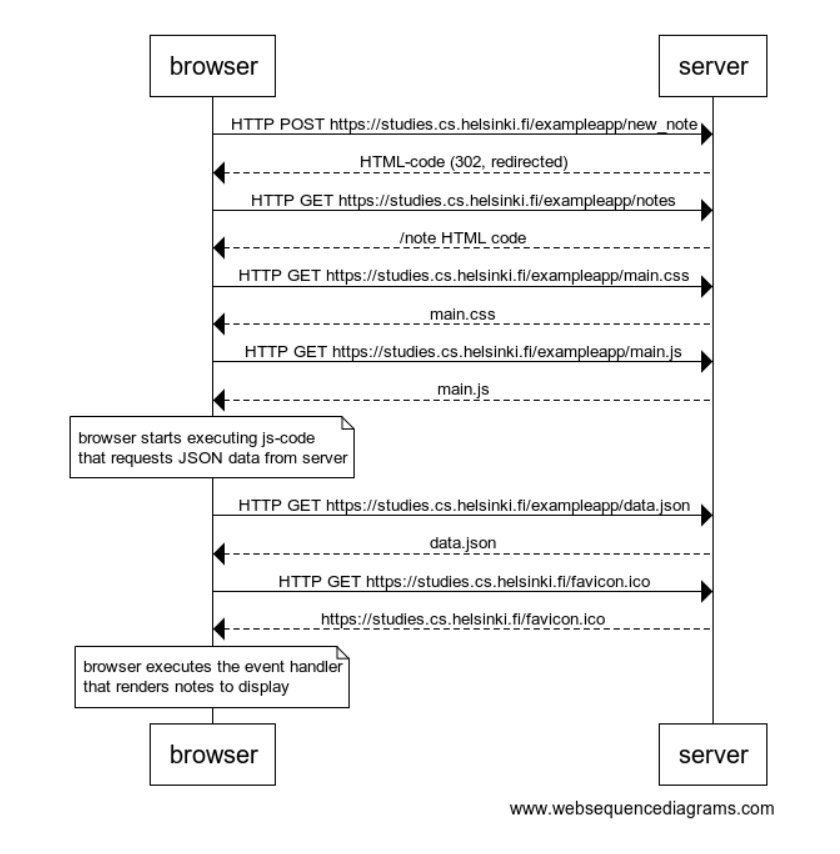 browser
server
HTTP POST https://studies.cs.helsinki.fi/exampleapp/new_note
HTML-code (302, redirected)
HTTP GET https://studies.cs.helsinki.fi/exampleapp/notes
/note HTML code
HTTP GET https://studies.cs.helsinki.fi/exampleapp/main.css
main.css
HTTP GET https://studies.cs.helsinki.fi/exampleapp/main.js
main.js
browser starts executing js-code
that requests JSON data from server
HTTP GET https://studies.cs.helsinki.fi/exampleapp/data.json
data.json
HTTP GET https://studies.cs.helsinki.fi/favicon.ico
https://studies.cs.helsinki.fi/favicon.ico
browser executes the event handler
that renders notes to display
browser
server
www.websequencediagrams.com